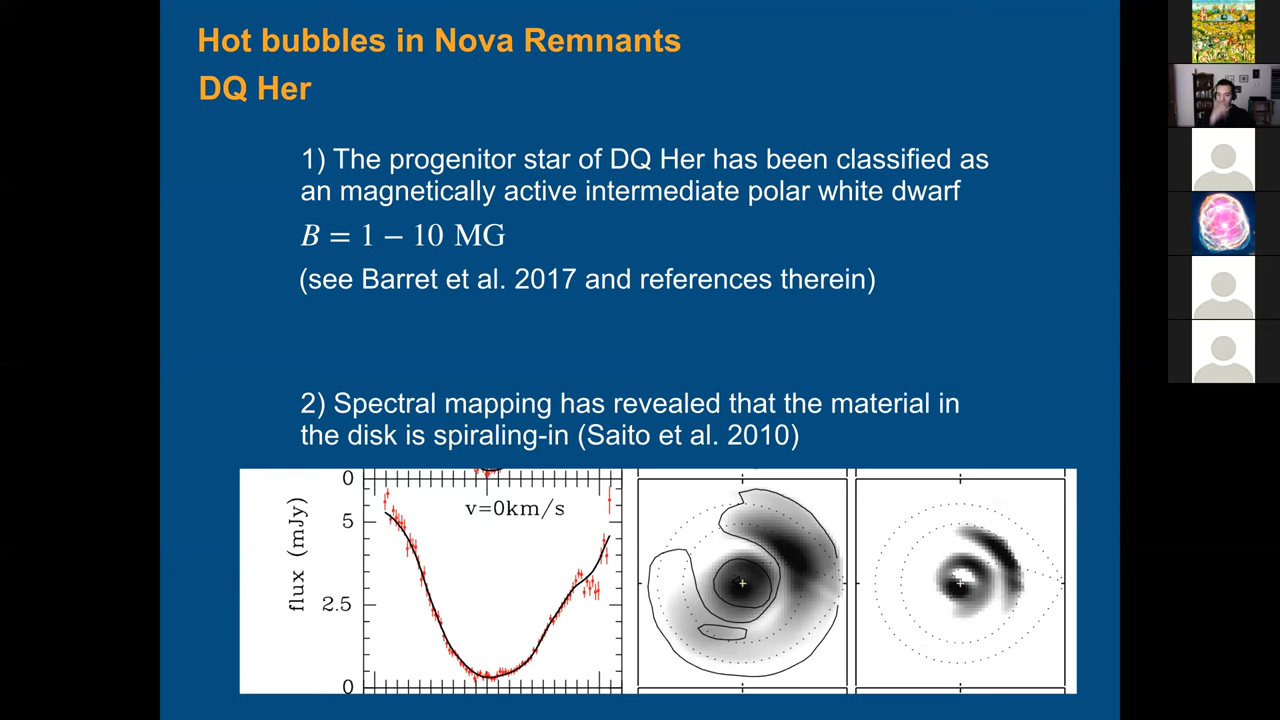 Hot bubbles in Nova Remnants
DQ Her
1) The progenitor star of DQ Her has been classified as
an magnetically active intermediate polar white dwarf
B = 1 − 10 MG
(see Barret et al. 2017 and references therein)
2) Spectral mapping has revealed that the material in
the disk is spiraling-in (Saito et al. 2010)
0
v=0km/s
5
flux (mJy)
2.5
0